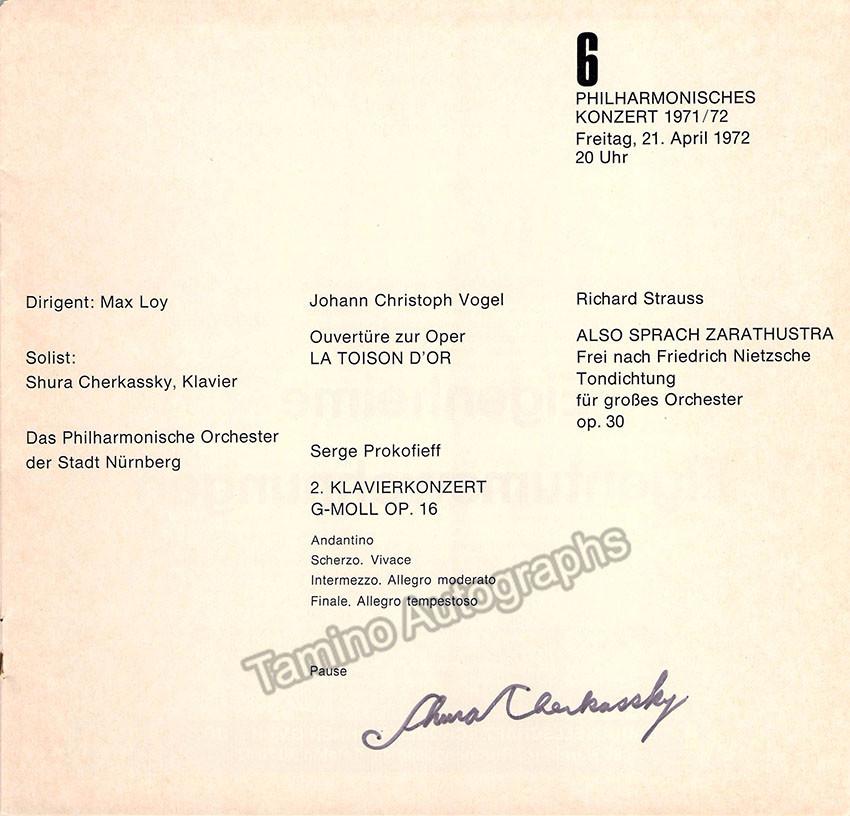 6
PHILHARMONISCHES
KONZERT 1971/72
Freitag, 21. April 1972
20 Uhr
Dirigent: Max Loy
Solist:
Shura Cherkassky, Klavier
Das Philharmonische Orchester
der Stadt Nürnberg
Johann Christoph Vogel
Ouvertüre zur Oper
LA TOISON D'OR
Serge Prokofieff
2. KLAVIERKONZERT
G-MOLL OP. 16
Andantino
Scherzo. Vivace
Intermezzo. Allegro moderato
Finale. Allegro tempestoso
Pause
Richard Strauss
ALSO SPRACH ZARATHUSTRA
Frei nach Friedrich Nietzsche
Tondichtung
für großes Orchester
op. 30
Tamino Autographs
Shura Cherkassky